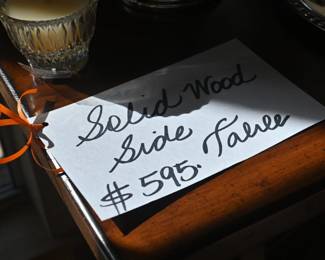 Solid Wood
Side Table
$595.